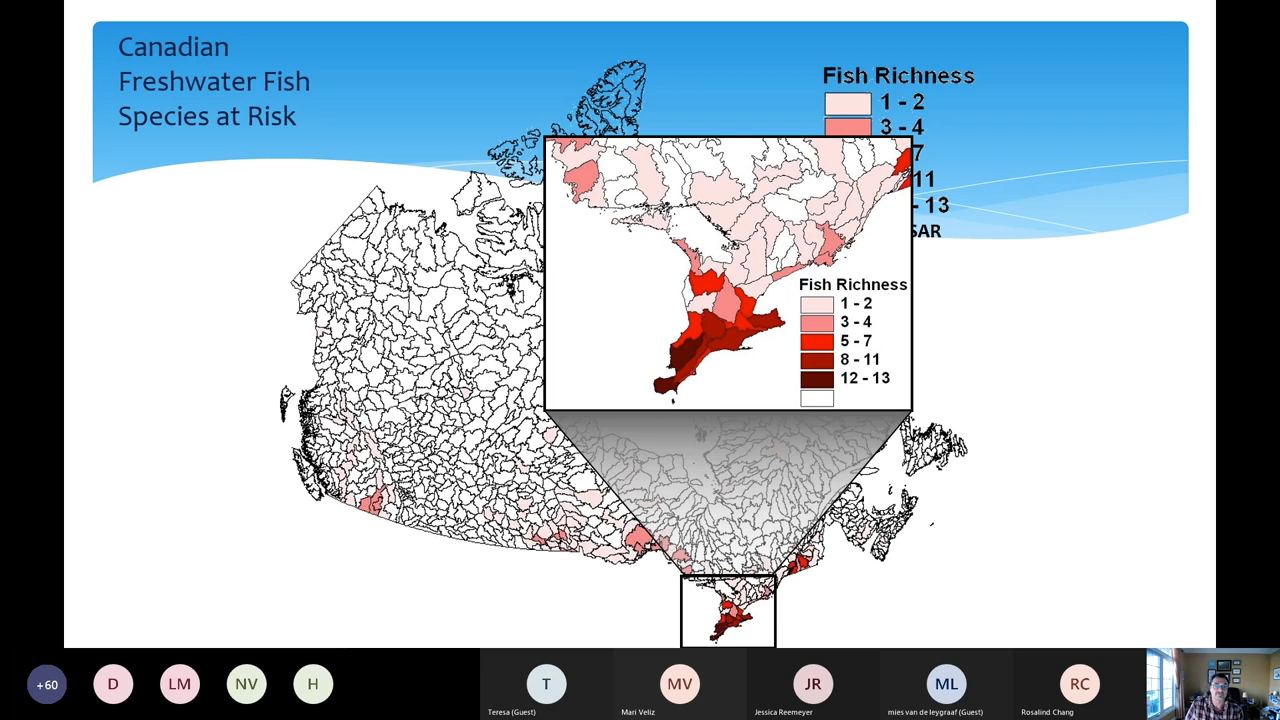 Canadian
Freshwater Fish
Species at Risk
Fish Richness
1 - 2
3 - 4
7
11
- 13
SAR
Fish Richness
1 - 2
3 - 4
5 - 7
8 - 11
12 - 13
+60
D
LM
NV
H
T
MV
JR
ML
RC
Teresa (Guest)
Mari Veliz
Jessica Reemeyer
mies van de leygraaf (Guest)
Rosalind Chang